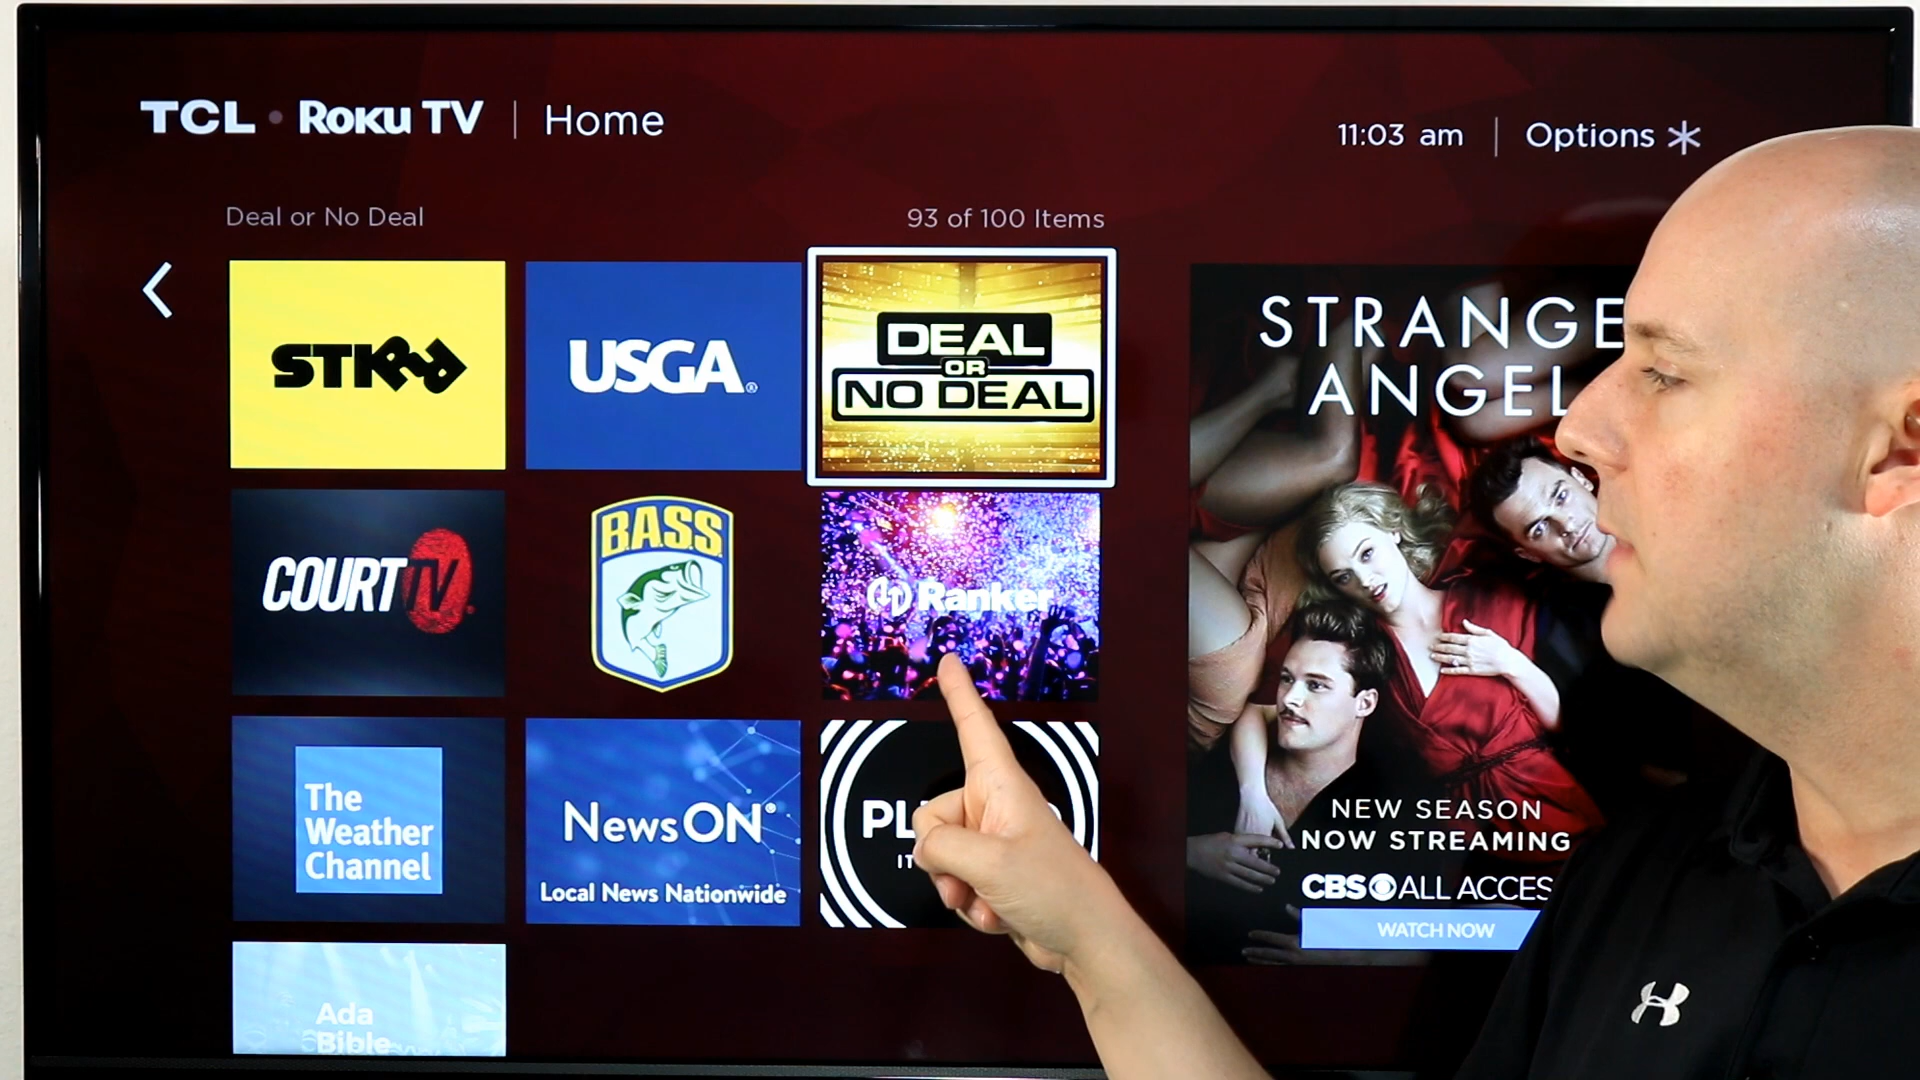 TCL • Roku TV | Home
11:03 am | Options
Deal or No Deal
93 of 100 Items
STIRR
USGA®
DEAL
OR
NO DEAL
COURT TV
B.A.S.S.
Ranker
The
Weather
Channel
NewsON®
Local News Nationwide
PL
IT
Ada
Bible
STRANGE
ANGEL
NEW SEASON
NOW STREAMING
CBS ALL ACCES
WATCH NOW